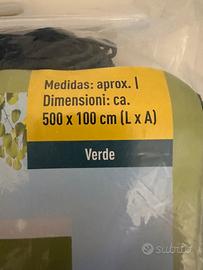 Medidas: aprox. |
Dimensioni: ca.
500 x 100 cm (L x A)
Verde
subito